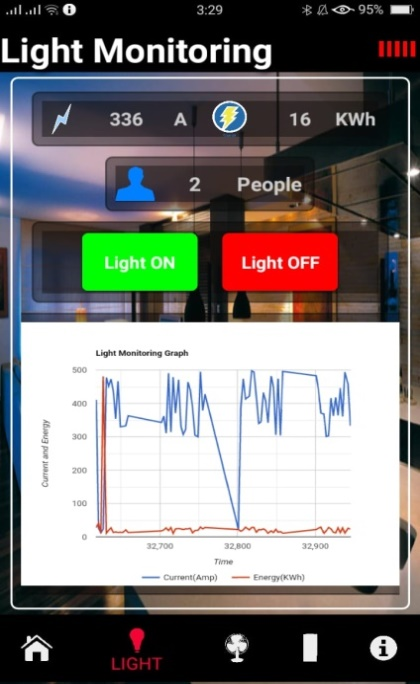 3:29 95%
Light Monitoring
336 A 16 KWh
2 People
Light ON Light OFF
Light Monitoring Graph
Current and Energy
500
400
300
200
100
0
32,700 32,800 32,900
Time
Current(Amp) Energy(KWh)
LIGHT